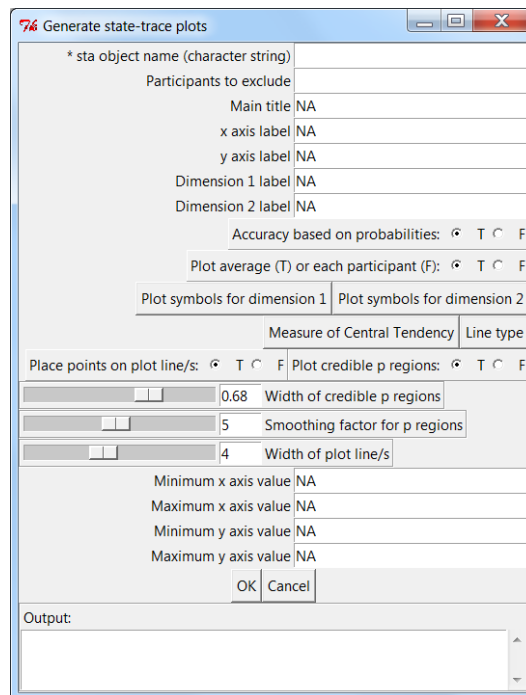 Generate state-trace plots
* sta object name (character string)
Participants to exclude
Main title NA
x axis label NA
y axis label NA
Dimension 1 label NA
Dimension 2 label NA
Accuracy based on probabilities: T F
Plot average (T) or each participant (F): T F
Plot symbols for dimension 1 Plot symbols for dimension 2
Measure of Central Tendency Line type
Place points on plot line/s: T F Plot credible p regions: T F
0.68 Width of credible p regions
5 Smoothing factor for p regions
4 Width of plot line/s
Minimum x axis value NA
Maximum x axis value NA
Minimum y axis value NA
Maximum y axis value NA
OK Cancel
Output: